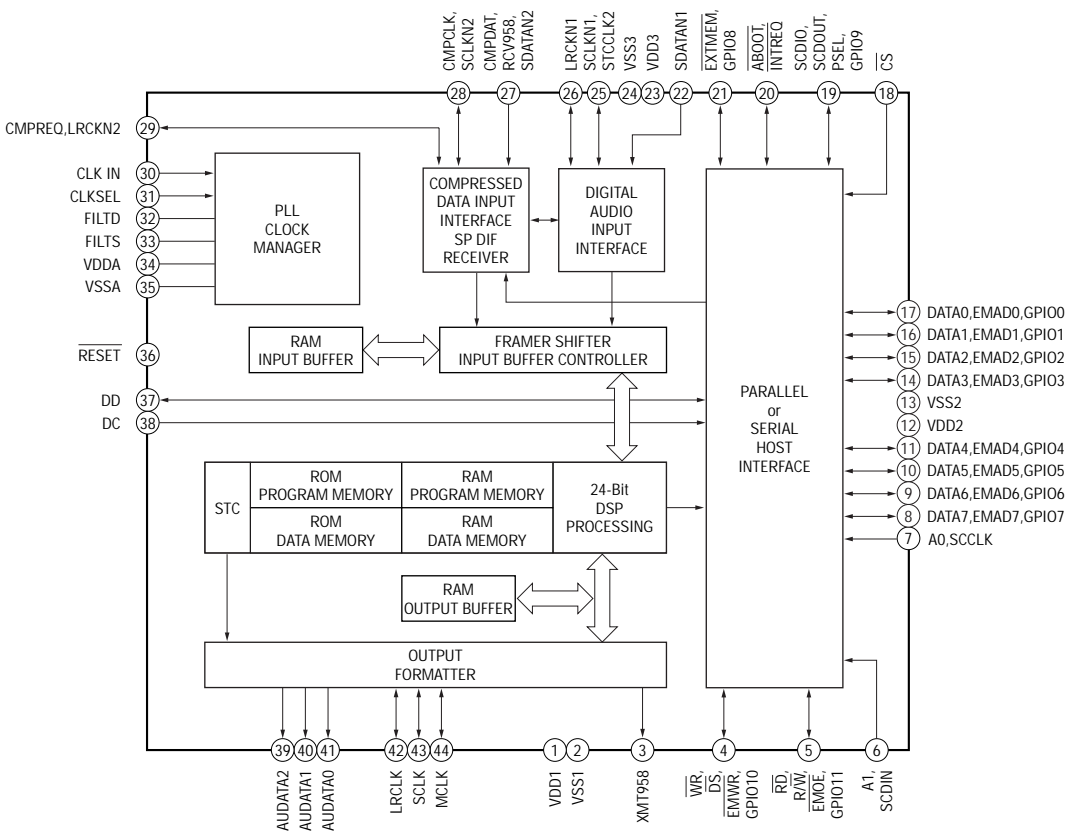 CMPCLK,
SCLKN2
CMPDAT,
RCV958,
SDATAN2
LRCKN1
SCLKN1,
STCCLK2
VSS3
VDD3
SDATAN1
EXTMEM,
GPIO8
ABOOT,
INTREQ
SCDIO,
SCDOUT,
PSEL,
GPIO9
CS
28
27
26
25
24
23
22
21
20
19
18
CMPREQ,LRCKN2
29
CLK IN
30
CLKSEL
31
FILTD
32
FILTS
33
VDDA
34
VSSA
35
RESET
36
DD
37
DC
38
PLL
CLOCK
MANAGER
COMPRESSED
DATA INPUT
INTERFACE
SP DIF
RECEIVER
DIGITAL
AUDIO
INPUT
INTERFACE
RAM
INPUT BUFFER
FRAMER SHIFTER
INPUT BUFFER CONTROLLER
PARALLEL
or
SERIAL
HOST
INTERFACE
STC
ROM
PROGRAM MEMORY
RAM
PROGRAM MEMORY
ROM
DATA MEMORY
RAM
DATA MEMORY
24-Bit
DSP
PROCESSING
RAM
OUTPUT BUFFER
OUTPUT
FORMATTER
17 DATA0,EMAD0,GPIO0
16 DATA1,EMAD1,GPIO1
15 DATA2,EMAD2,GPIO2
14 DATA3,EMAD3,GPIO3
13 VSS2
12 VDD2
11 DATA4,EMAD4,GPIO4
10 DATA5,EMAD5,GPIO5
9 DATA6,EMAD6,GPIO6
8 DATA7,EMAD7,GPIO7
7 A0,SCCLK
39
40
41
42
43
44
1
2
3
4
5
6
AUDATA2
AUDATA1
AUDATA0
LRCLK
SCLK
MCLK
VDD1
VSS1
XMT958
WR,
DS,
EMWR,
GPIO10
RD,
R/W,
EMOE,
GPIO11
A1,
SCDIN